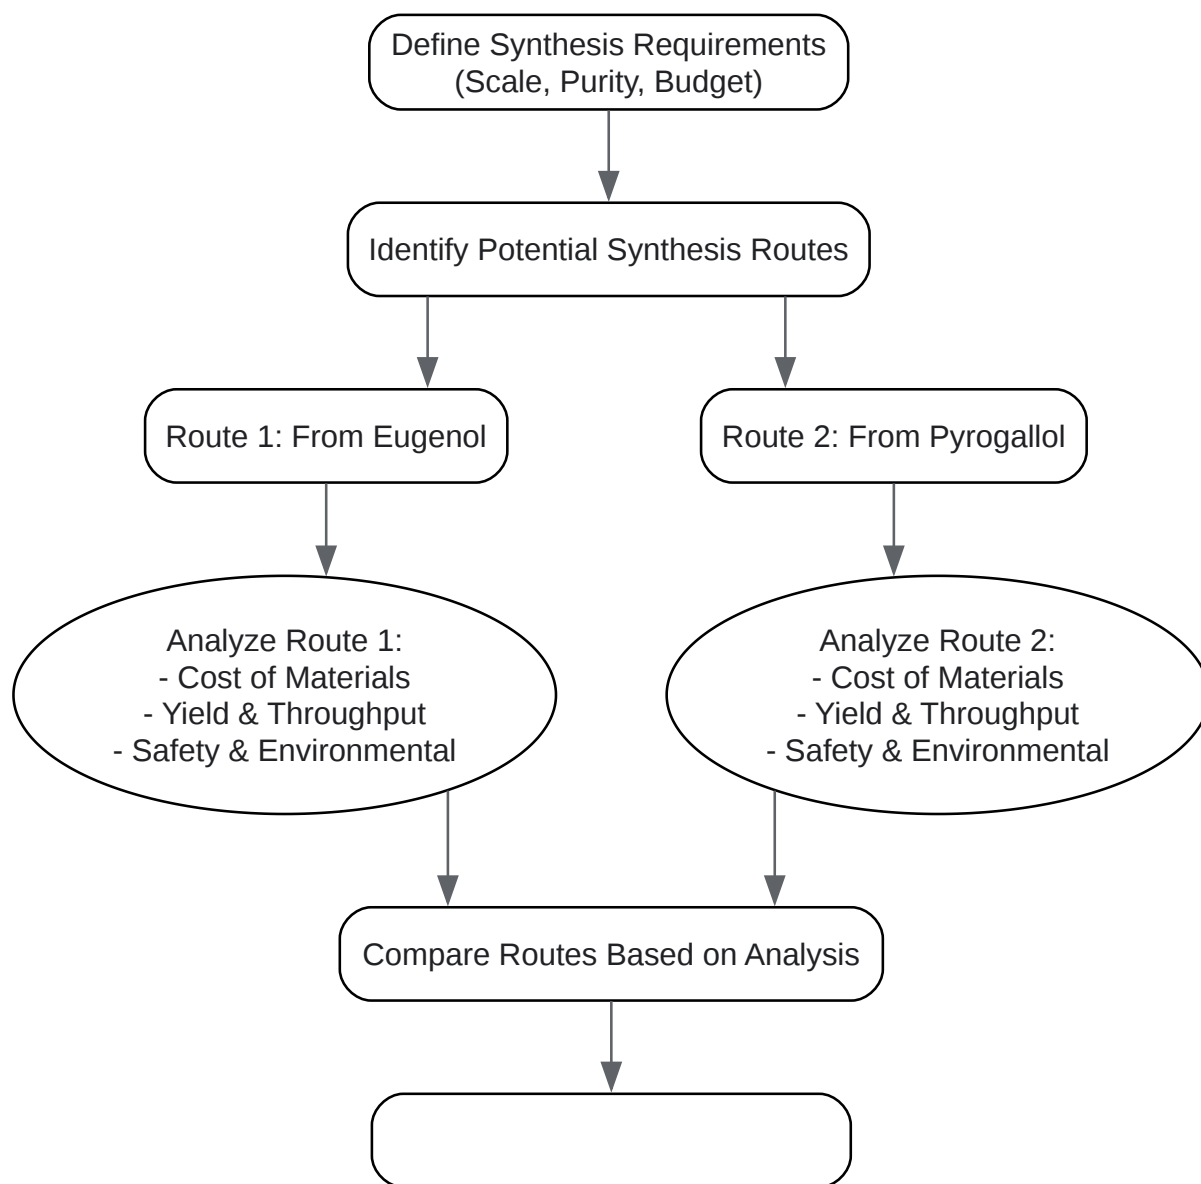 Define Synthesis Requirements
(Scale, Purity, Budget)
Identify Potential Synthesis Routes
Route 1: From Eugenol
Route 2: From Pyrogallol
Analyze Route 1:
- Cost of Materials
- Yield & Throughput
- Safety & Environmental
Analyze Route 2:
- Cost of Materials
- Yield & Throughput
- Safety & Environmental
Compare Routes Based on Analysis